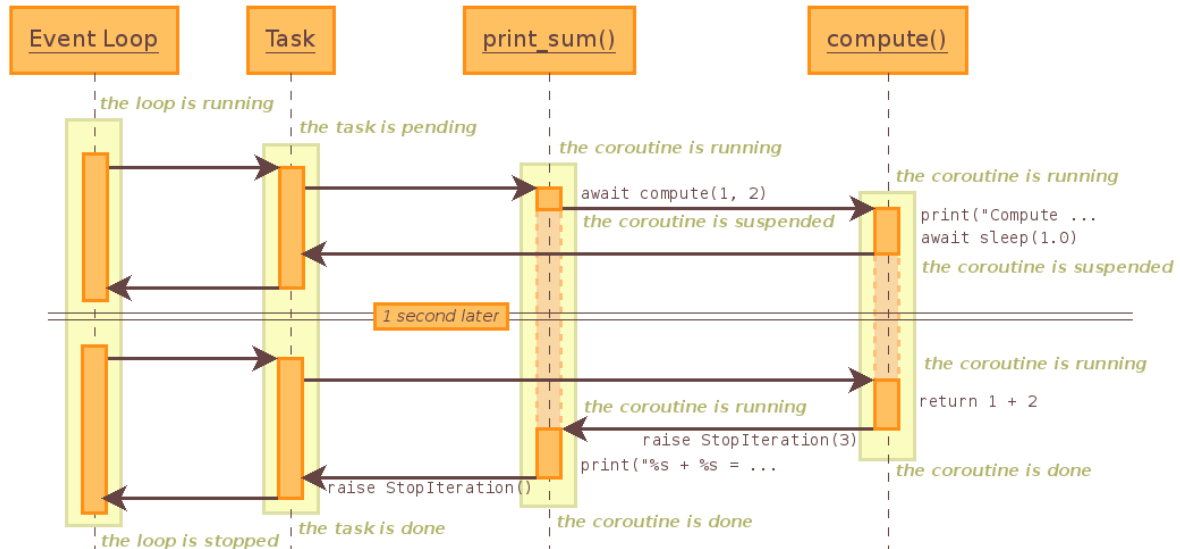 Event Loop
Task
print_sum()
compute()
the loop is running
the task is pending
the coroutine is running
the coroutine is running
await compute(1, 2)
print("Compute ...
the coroutine is suspended
await sleep(1.0)
the coroutine is suspended
1 second later
the coroutine is running
return 1 + 2
the coroutine is running
raise StopIteration(3)
print("%s + %s = ...
the coroutine is done
raise StopIteration()
the coroutine is done
the task is done
the loop is stopped